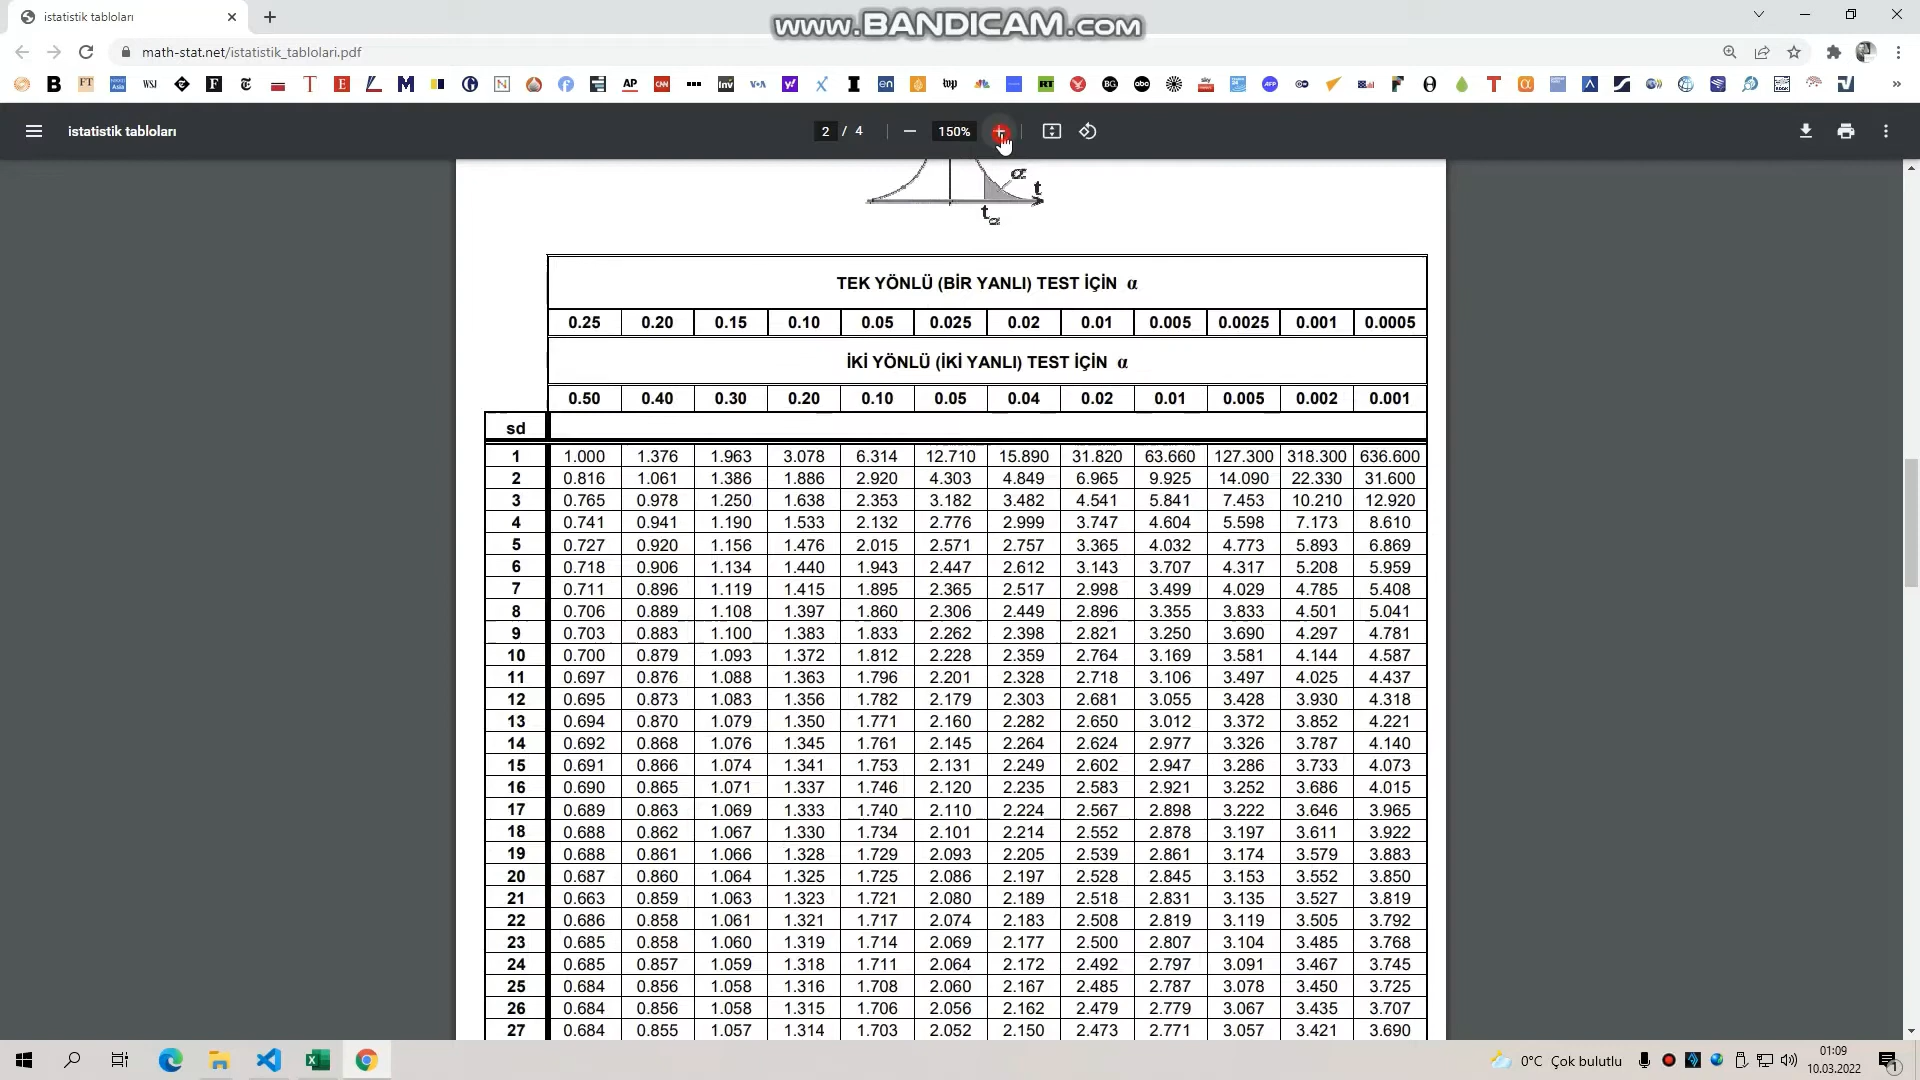 istatistik tabloları
www.BANDICAM.com
math-stat.net/istatistik_tablolari.pdf
istatistik tabloları
2 / 4
150%
α
t
tα
TEK YÖNLÜ (BİR YANLI) TEST İÇİN α
0.25 0.20 0.15 0.10 0.05 0.025 0.02 0.01 0.005 0.0025 0.001 0.0005
İKİ YÖNLÜ (İKİ YANLI) TEST İÇİN α
0.50 0.40 0.30 0.20 0.10 0.05 0.04 0.02 0.01 0.005 0.002 0.001
sd
1 1.000 1.376 1.963 3.078 6.314 12.710 15.890 31.820 63.660 127.300 318.300 636.600
2 0.816 1.061 1.386 1.886 2.920 4.303 4.849 6.965 9.925 14.090 22.330 31.600
3 0.765 0.978 1.250 1.638 2.353 3.182 3.482 4.541 5.841 7.453 10.210 12.920
4 0.741 0.941 1.190 1.533 2.132 2.776 2.999 3.747 4.604 5.598 7.173 8.610
5 0.727 0.920 1.156 1.476 2.015 2.571 2.757 3.365 4.032 4.773 5.893 6.869
6 0.718 0.906 1.134 1.440 1.943 2.447 2.612 3.143 3.707 4.317 5.208 5.959
7 0.711 0.896 1.119 1.415 1.895 2.365 2.517 2.998 3.499 4.029 4.785 5.408
8 0.706 0.889 1.108 1.397 1.860 2.306 2.449 2.896 3.355 3.833 4.501 5.041
9 0.703 0.883 1.100 1.383 1.833 2.262 2.398 2.821 3.250 3.690 4.297 4.781
10 0.700 0.879 1.093 1.372 1.812 2.228 2.359 2.764 3.169 3.581 4.144 4.587
11 0.697 0.876 1.088 1.363 1.796 2.201 2.328 2.718 3.106 3.497 4.025 4.437
12 0.695 0.873 1.083 1.356 1.782 2.179 2.303 2.681 3.055 3.428 3.930 4.318
13 0.694 0.870 1.079 1.350 1.771 2.160 2.282 2.650 3.012 3.372 3.852 4.221
14 0.692 0.868 1.076 1.345 1.761 2.145 2.264 2.624 2.977 3.326 3.787 4.140
15 0.691 0.866 1.074 1.341 1.753 2.131 2.249 2.602 2.947 3.286 3.733 4.073
16 0.690 0.865 1.071 1.337 1.746 2.120 2.235 2.583 2.921 3.252 3.686 4.015
17 0.689 0.863 1.069 1.333 1.740 2.110 2.224 2.567 2.898 3.222 3.646 3.965
18 0.688 0.862 1.067 1.330 1.734 2.101 2.214 2.552 2.878 3.197 3.611 3.922
19 0.688 0.861 1.066 1.328 1.729 2.093 2.205 2.539 2.861 3.174 3.579 3.883
20 0.687 0.860 1.064 1.325 1.725 2.086 2.197 2.528 2.845 3.153 3.552 3.850
21 0.663 0.859 1.063 1.323 1.721 2.080 2.189 2.518 2.831 3.135 3.527 3.819
22 0.686 0.858 1.061 1.321 1.717 2.074 2.183 2.508 2.819 3.119 3.505 3.792
23 0.685 0.858 1.060 1.319 1.714 2.069 2.177 2.500 2.807 3.104 3.485 3.768
24 0.685 0.857 1.059 1.318 1.711 2.064 2.172 2.492 2.797 3.091 3.467 3.745
25 0.684 0.856 1.058 1.316 1.708 2.060 2.167 2.485 2.787 3.078 3.450 3.725
26 0.684 0.856 1.058 1.315 1.706 2.056 2.162 2.479 2.779 3.067 3.435 3.707
27 0.684 0.855 1.057 1.314 1.703 2.052 2.150 2.473 2.771 3.057 3.421 3.690
0°C Çok bulutlu
01:09
10.03.2022